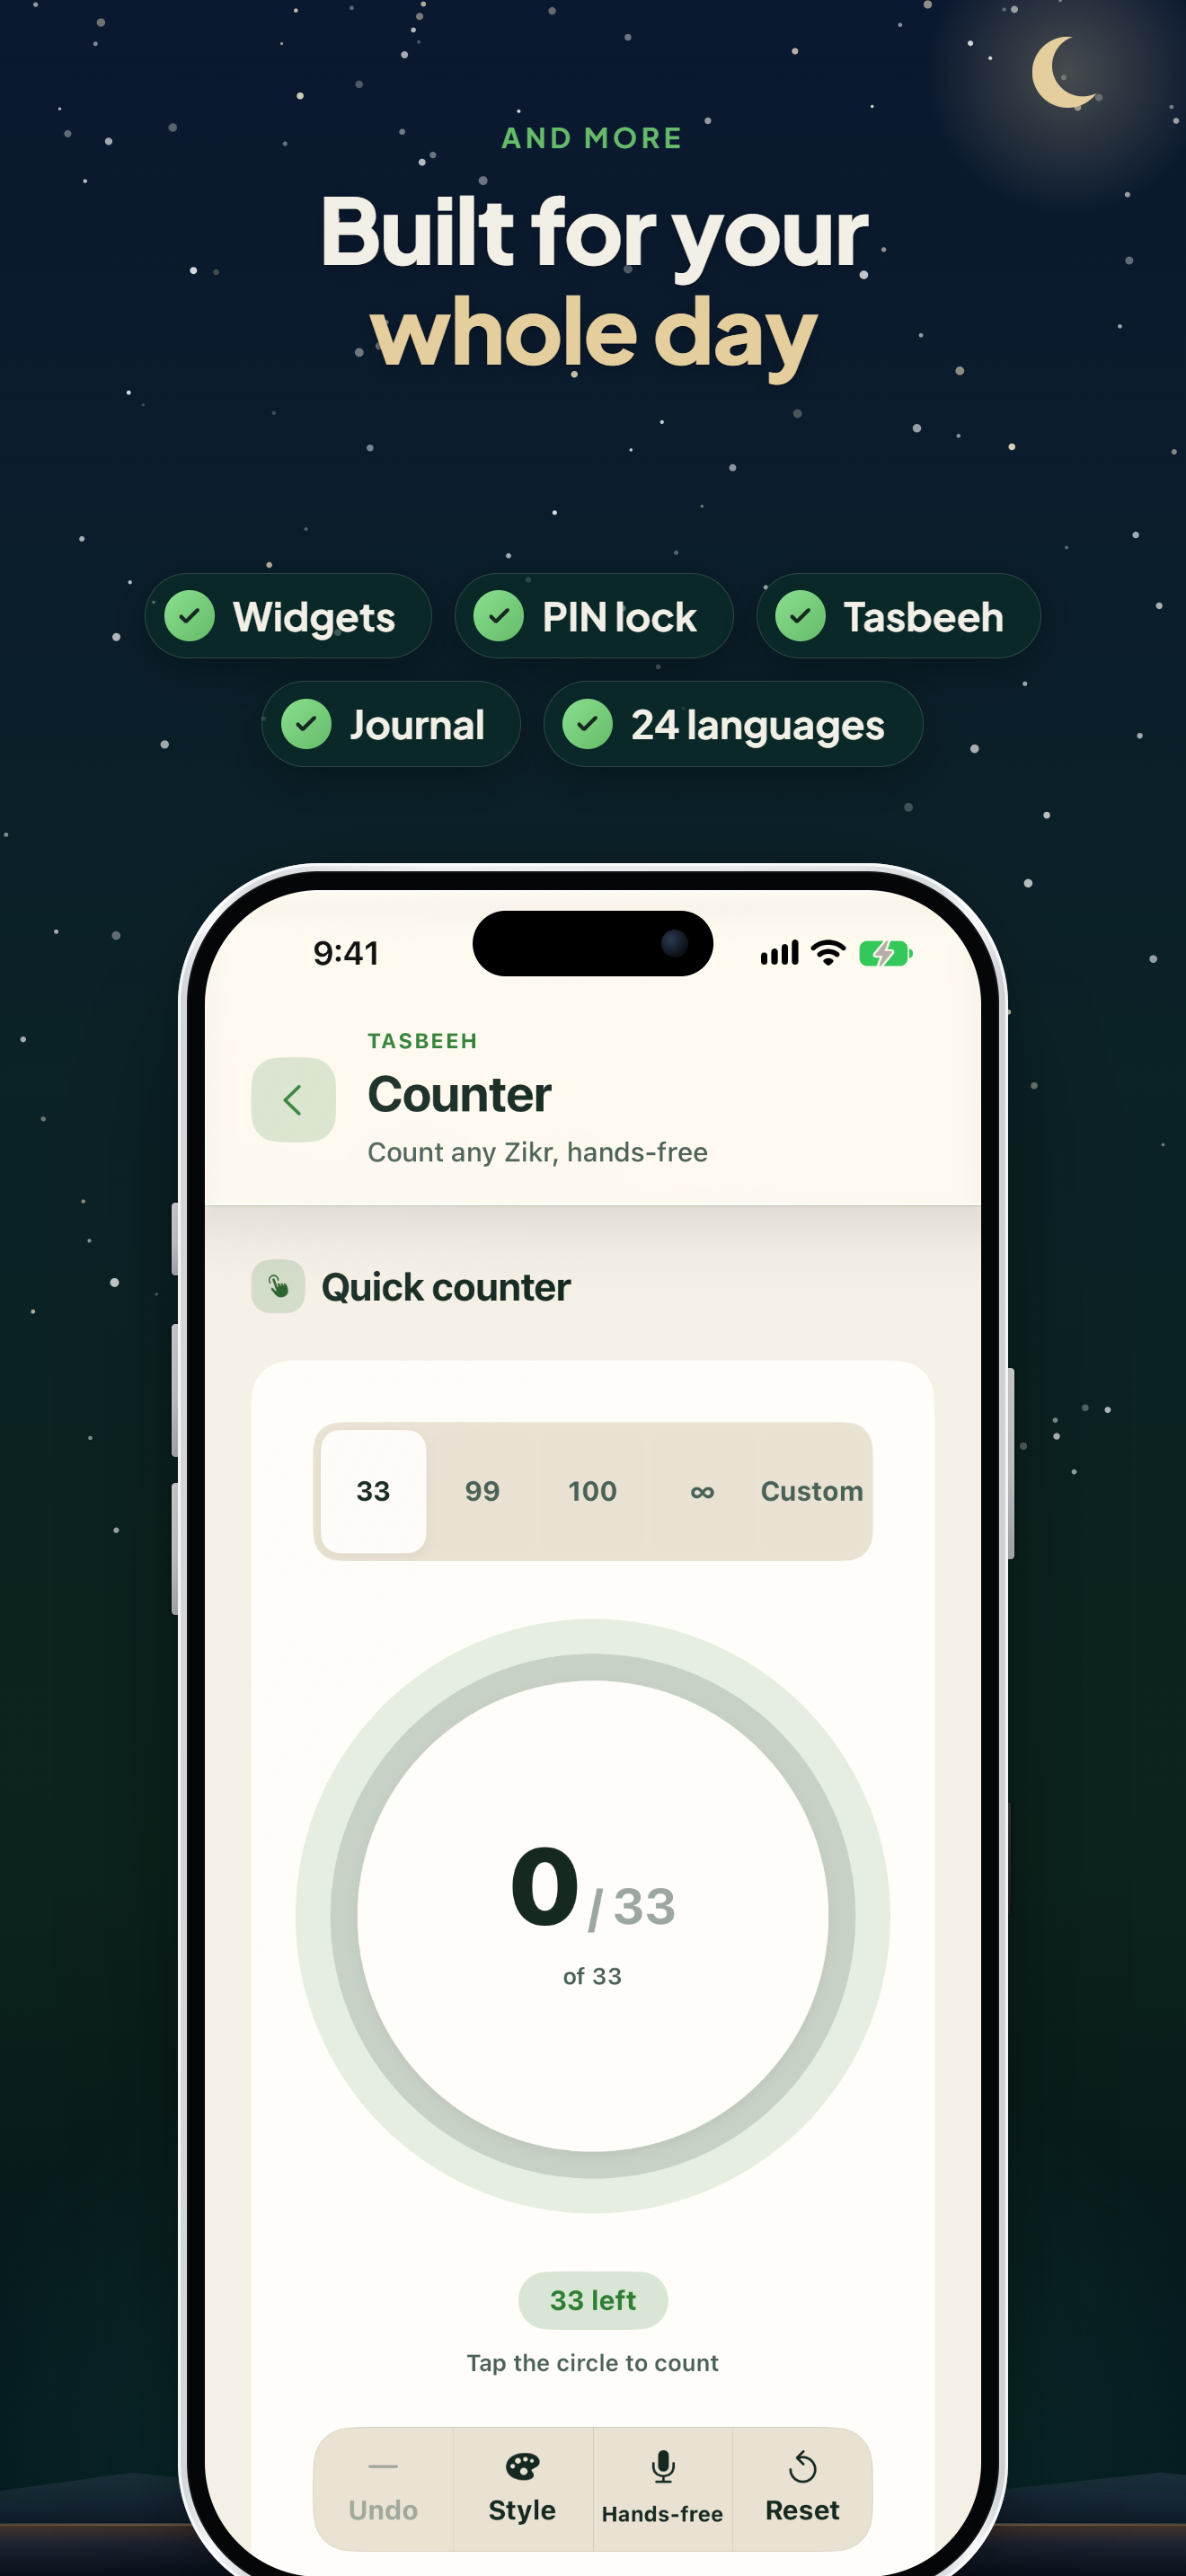 AND MORE
Built for your
whole day
Widgets
PIN lock
Tasbeeh
Journal
24 languages
9:41
TASBEEH
Counter
Count any Zikr, hands-free
Quick counter
33 99 100 ∞ Custom
0/33
of 33
33 left
Tap the circle to count
Undo Style Hands-free Reset